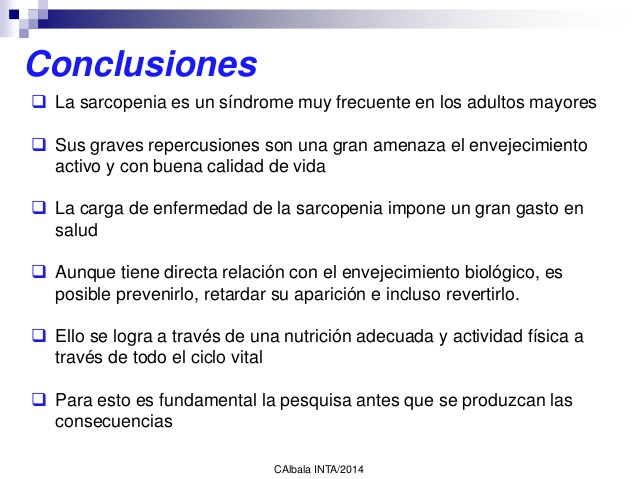 Conclusiones
La sarcopenia es un síndrome muy frecuente en los adultos mayores
Sus graves repercusiones son una gran amenaza el envejecimiento
activo y con buena calidad de vida
La carga de enfermedad de la sarcopenia impone un gran gasto en
salud
Aunque tiene directa relación con el envejecimiento biológico, es
posible prevenirlo, retardar su aparición e incluso revertirlo.
Ello se logra a través de una nutrición adecuada y actividad física a
través de todo el ciclo vital
Para esto es fundamental la pesquisa antes que se produzcan las
consecuencias
CAlbala INTA/2014